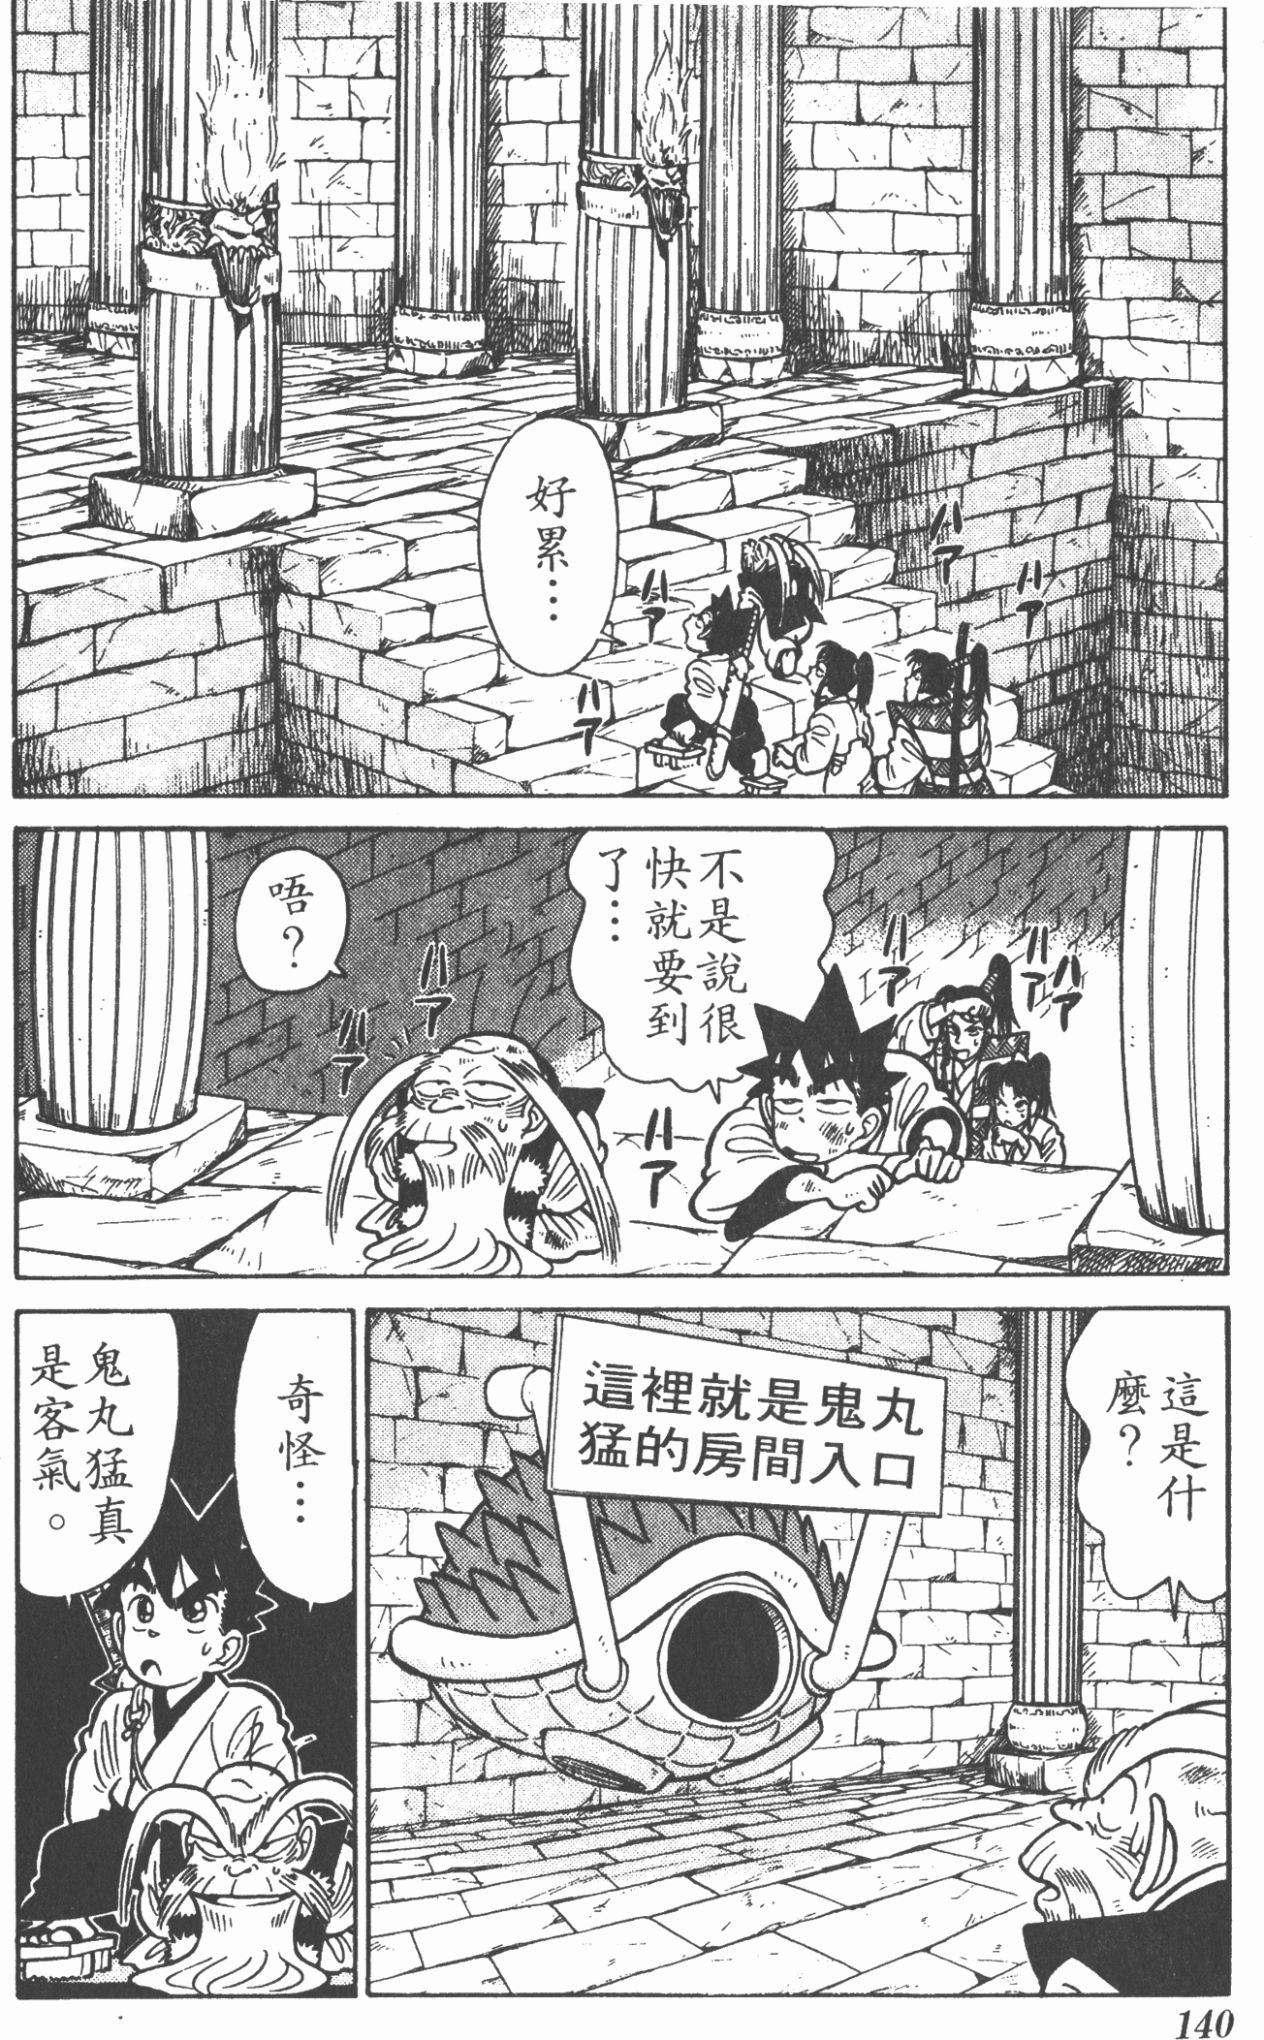 好累…
ハア
ハア
ハア
ハア
不是說很
快就要到
了…
唔？
ハア
ハア
ハア
ハア
ハア
ハア
這是什
麼？
這裡就是鬼丸
猛的房間入口
奇怪…
鬼丸猛真
是客氣。
140